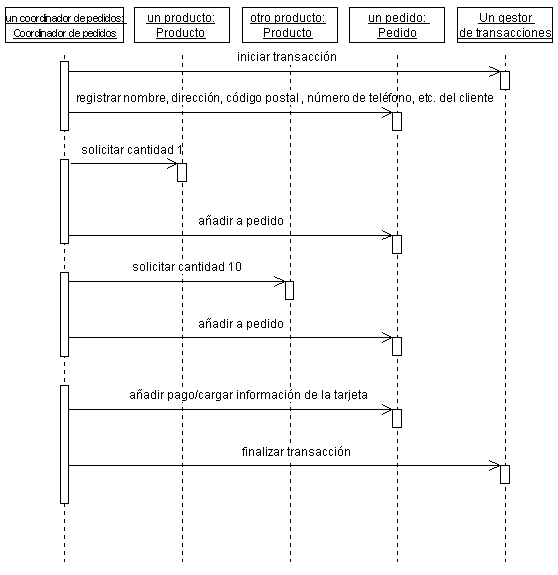 un coordinador de pedidos:
Coordinador de pedidos
un producto:
Producto
otro producto:
Producto
un pedido:
Pedido
Un gestor
de transacciones
iniciar transacción
registrar nombre, dirección, código postal , número de teléfono, etc. del cliente
solicitar cantidad 1
añadir a pedido
solicitar cantidad 10
añadir a pedido
añadir pago/cargar información de la tarjeta
finalizar transacción